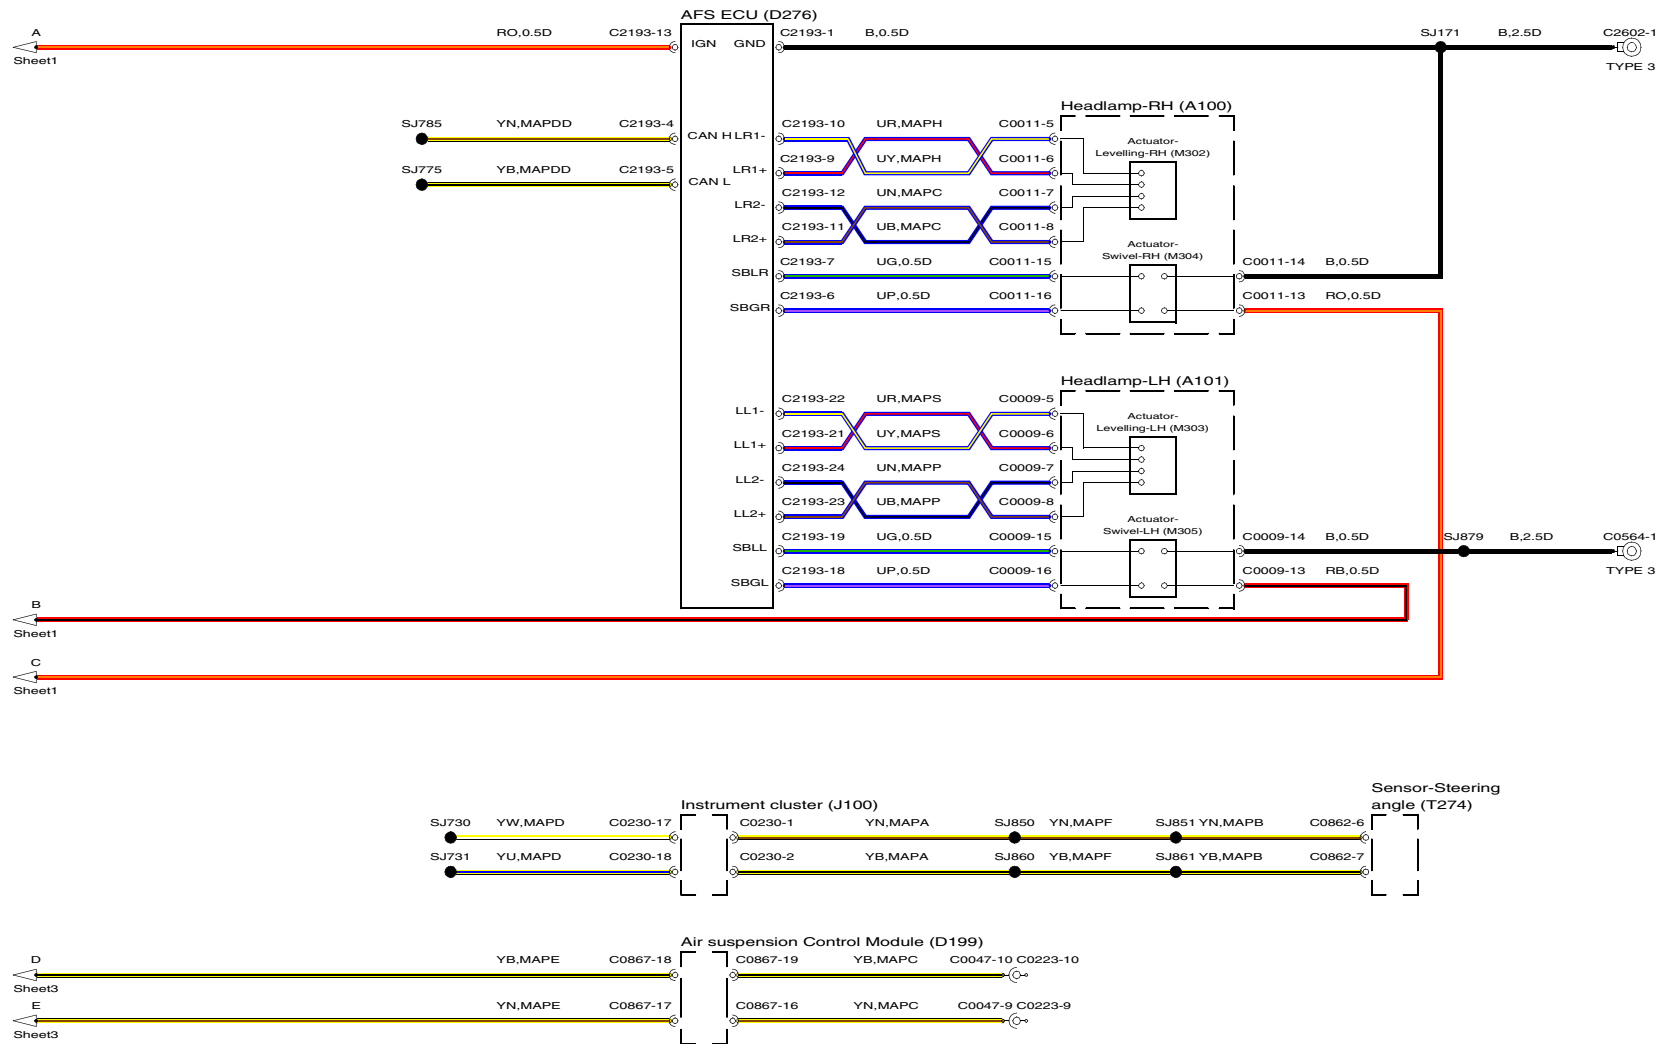 AFS ECU (D276)
A RO,0.5D C2193-13 IGN GND C2193-1 B,0.5D SJ171 B,2.5D C2602-1
Sheet1 TYPE 3
Headlamp-RH (A100)
SJ785 YN,MAPDD C2193-4 CAN H LR1- C2193-10 UR,MAPH C0011-5
Actuator-
Levelling-RH (M302)
SJ775 YB,MAPDD C2193-5 CAN L LR1+ C2193-9 UY,MAPH C0011-6
LR2- C2193-12 UN,MAPC C0011-7
LR2+ C2193-11 UB,MAPC C0011-8
Actuator-
Swivel-RH (M304)
SBLR C2193-7 UG,0.5D C0011-15 C0011-14 B,0.5D
SBGR C2193-6 UP,0.5D C0011-16 C0011-13 RO,0.5D
Headlamp-LH (A101)
LL1- C2193-22 UR,MAPS C0009-5
Actuator-
Levelling-LH (M303)
LL1+ C2193-21 UY,MAPS C0009-6
LL2- C2193-24 UN,MAPP C0009-7
LL2+ C2193-23 UB,MAPP C0009-8
Actuator-
Swivel-LH (M305)
SBLL C2193-19 UG,0.5D C0009-15 C0009-14 B,0.5D SJ879 B,2.5D C0564-1
SBGL C2193-18 UP,0.5D C0009-16 C0009-13 RB,0.5D TYPE 3
B
Sheet1
C
Sheet1
Sensor-Steering
angle (T274)
Instrument cluster (J100)
SJ730 YW,MAPD C0230-17 C0230-1 YN,MAPA SJ850 YN,MAPF SJ851 YN,MAPB C0862-6
SJ731 YU,MAPD C0230-18 C0230-2 YB,MAPA SJ860 YB,MAPF SJ861 YB,MAPB C0862-7
Air suspension Control Module (D199)
D YB,MAPE C0867-18 C0867-19 YB,MAPC C0047-10 C0223-10
Sheet3
E YN,MAPE C0867-17 C0867-16 YN,MAPC C0047-9 C0223-9
Sheet3